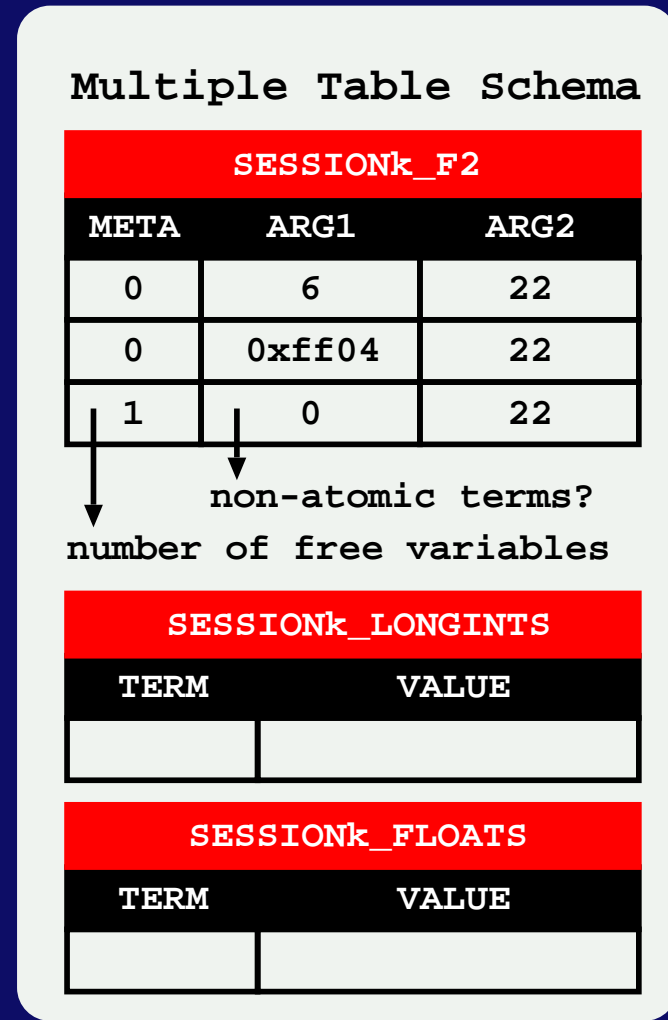 Multiple Table Schema
SESSIONk_F2
META ARG1 ARG2
0 6 22
0 0xff04 22
1 0 22
non-atomic terms?
number of free variables
SESSIONk_LONGINTS
TERM VALUE
SESSIONk_FLOATS
TERM VALUE